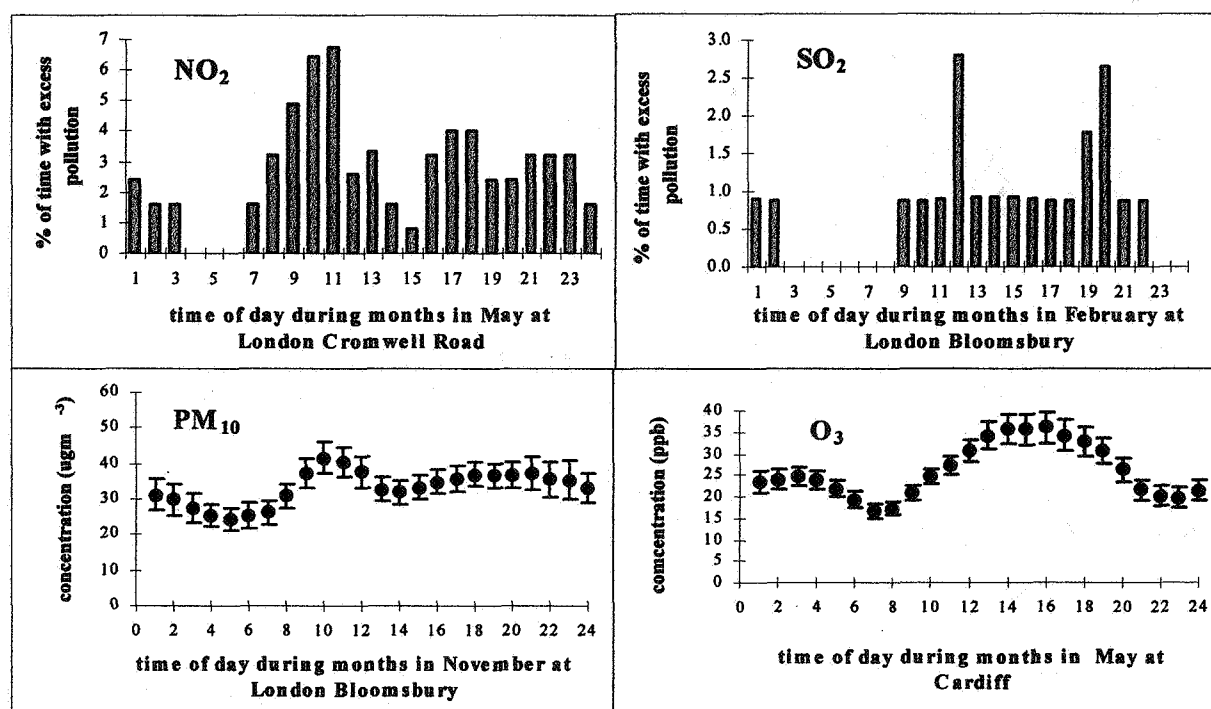 NO₂
% of time with excess
pollution
7
6
5
4
3
2
1
0
1 3 5 7 9 11 13 15 17 19 21 23
time of day during months in May at
London Cromwell Road
SO₂
% of time with excess
pollution
3.0
2.5
2.0
1.5
1.0
0.5
0.0
1 3 5 7 9 11 13 15 17 19 21 23
time of day during months in February at
London Bloomsbury
PM₁₀
concentration (ugm⁻³)
60
50
40
30
20
10
0
0 2 4 6 8 10 12 14 16 18 20 22 24
time of day during months in November at
London Bloomsbury
O₃
comcentration (ppb)
40
35
30
25
20
15
10
5
0
0 2 4 6 8 10 12 14 16 18 20 22 24
time of day during months in May at
Cardiff